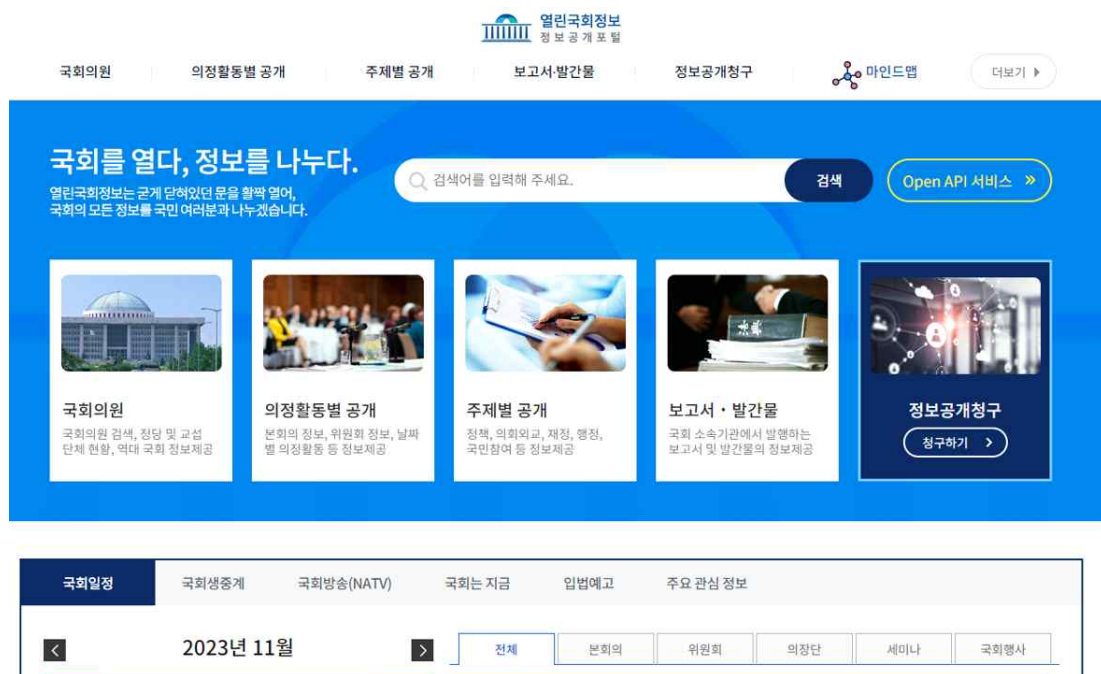 열린국회정보
정보공개포털
국회의원
의정활동별 공개
주제별 공개
보고서·발간물
정보공개청구
마인드맵
더보기
국회를 열다, 정보를 나누다.
열린국회정보는 굳게 닫혀있던 문을 활짝 열어,
국회의 모든 정보를 국민 여러분과 나누겠습니다.
검색어를 입력해 주세요.
검색
Open API 서비스 »
국회의원
국회의원 검색, 정당 및 교섭
단체 현황, 역대 국회 정보제공
의정활동별 공개
본회의 정보, 위원회 정보, 날짜
별 의정활동 등 정보제공
주제별 공개
정책, 의회외교, 재정, 행정,
국민참여 등 정보제공
보고서 · 발간물
국회 소속기관에서 발행하는
보고서 및 발간물의 정보제공
정보공개청구
청구하기 >
국회일정
국회생중계
국회방송(NATV)
국회는 지금
입법예고
주요 관심 정보
< 2023년 11월 >
전체
본회의
위원회
의장단
세미나
국회행사